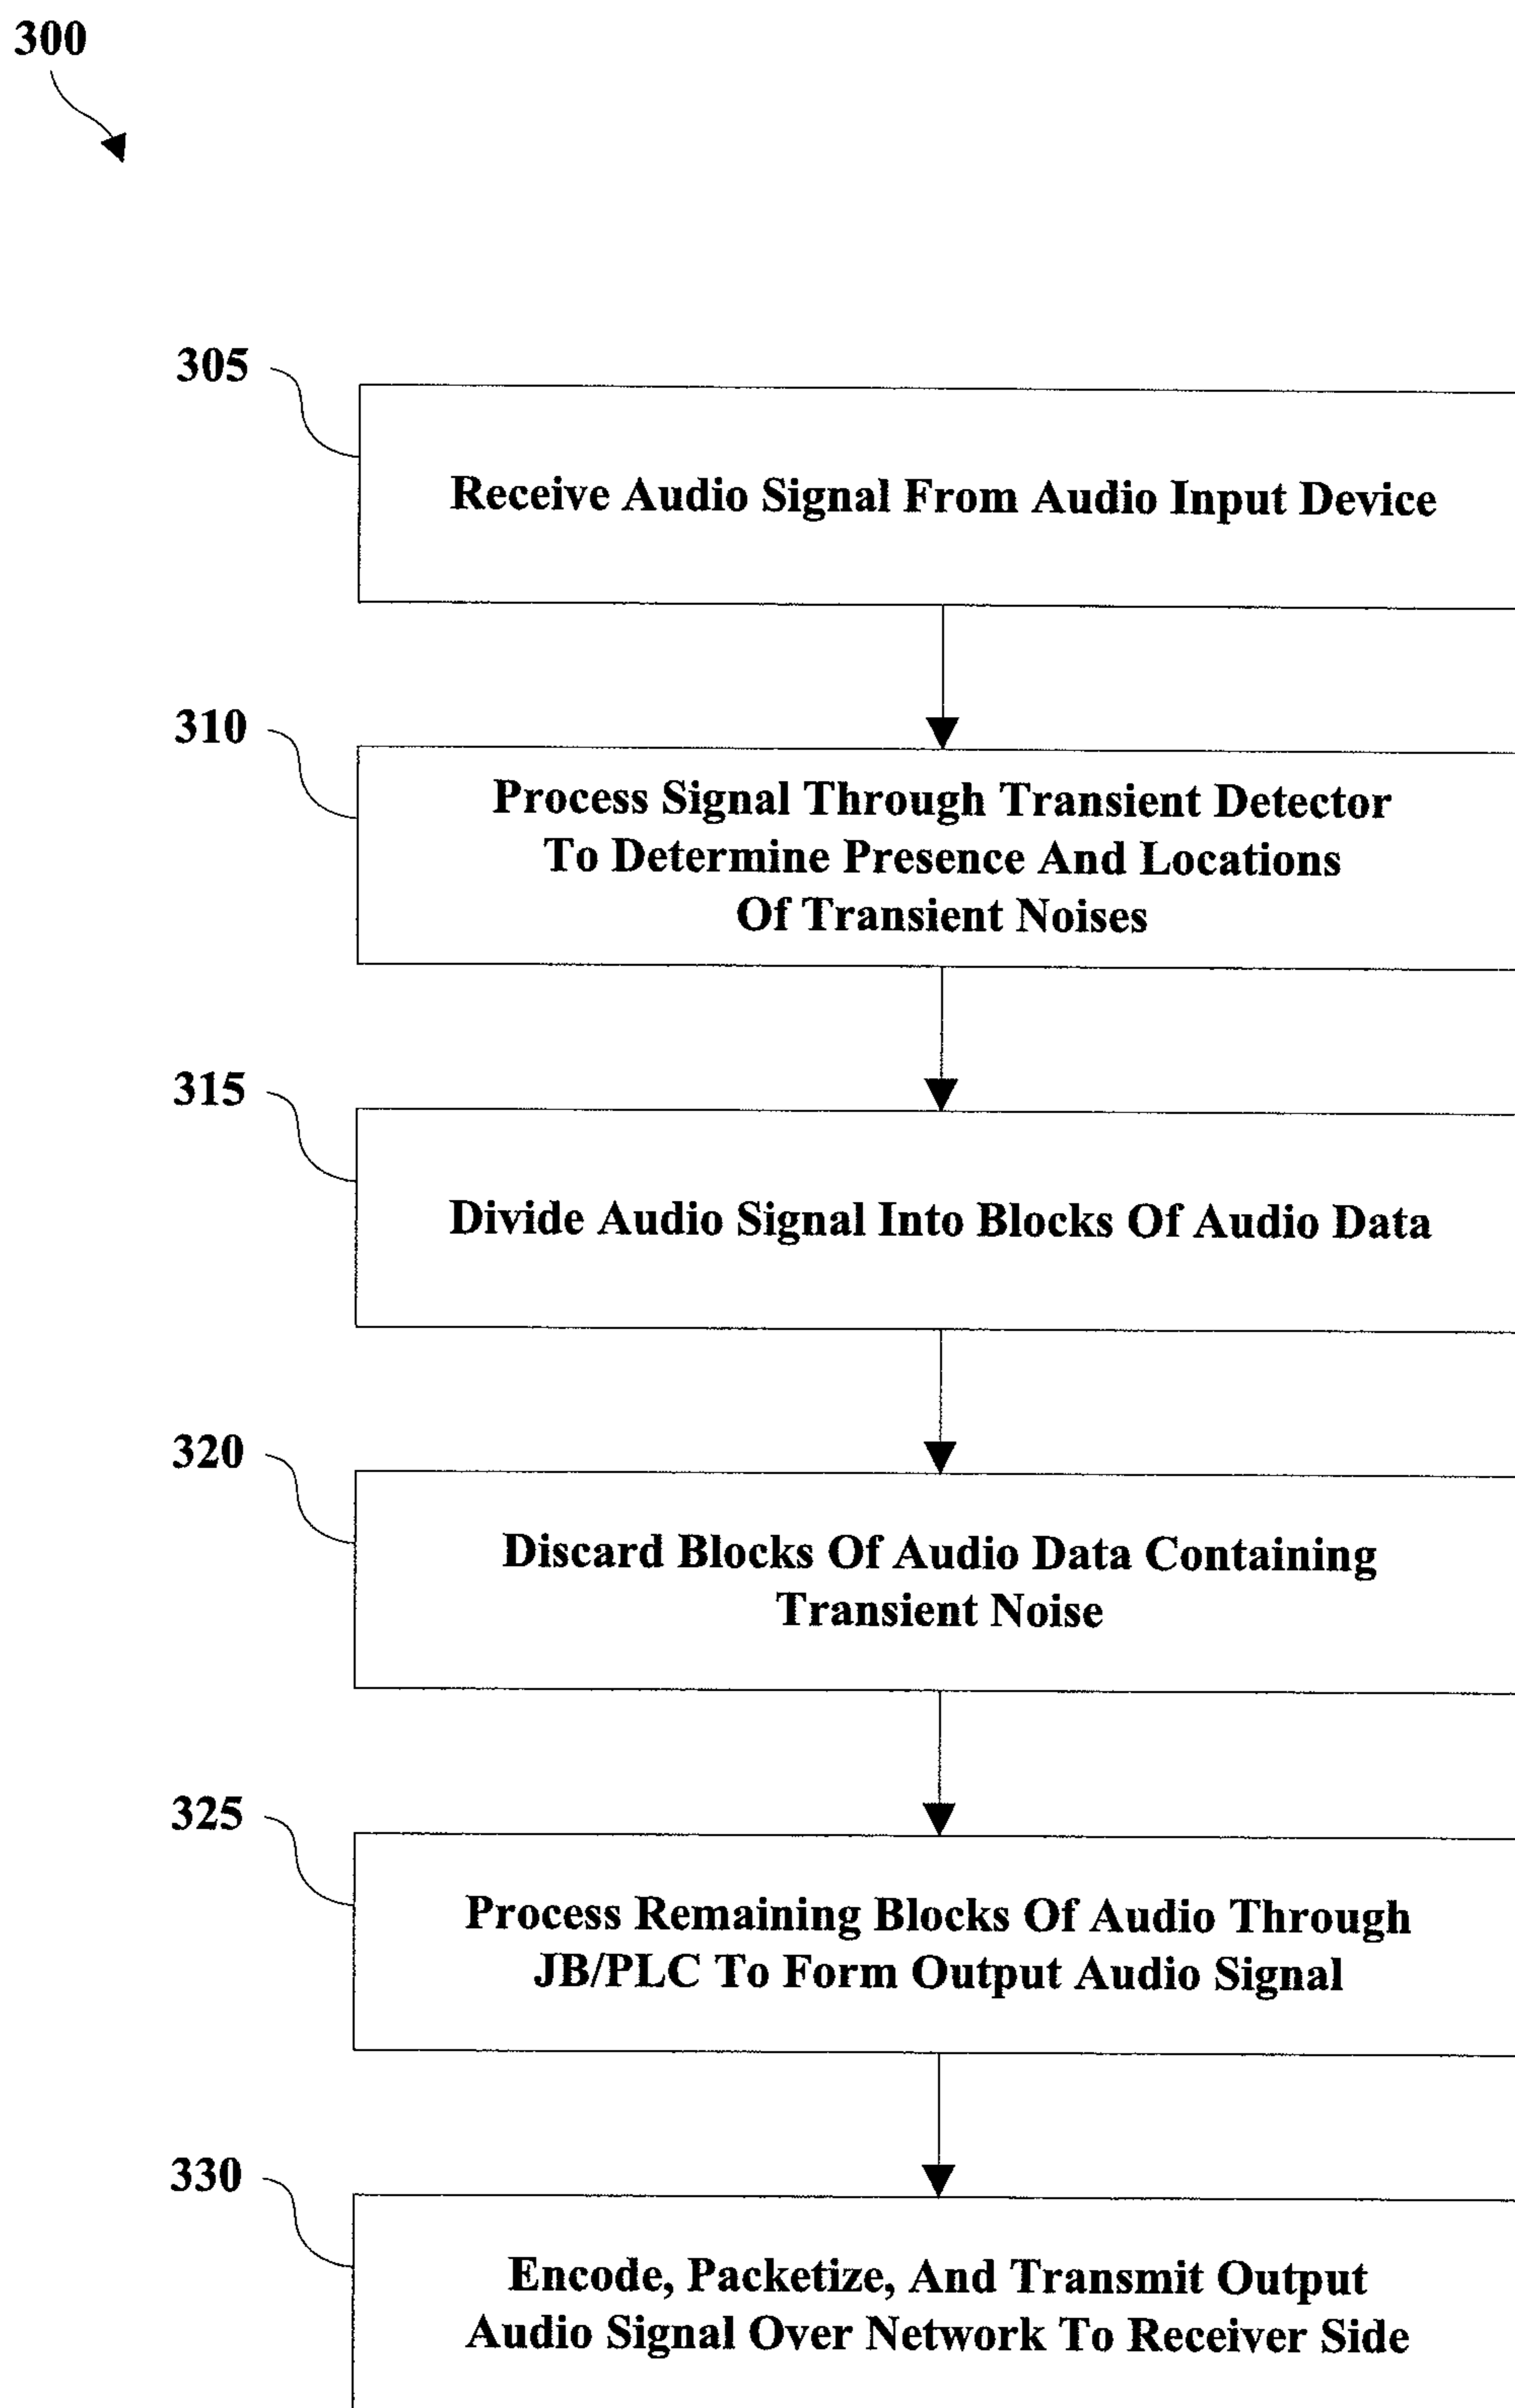 300
305
Receive Audio Signal From Audio Input Device
310
Process Signal Through Transient Detector
To Determine Presence And Locations
Of Transient Noises
315
Divide Audio Signal Into Blocks Of Audio Data
320
Discard Blocks Of Audio Data Containing
Transient Noise
325
Process Remaining Blocks Of Audio Through
JB/PLC To Form Output Audio Signal
330
Encode, Packetize, And Transmit Output
Audio Signal Over Network To Receiver Side